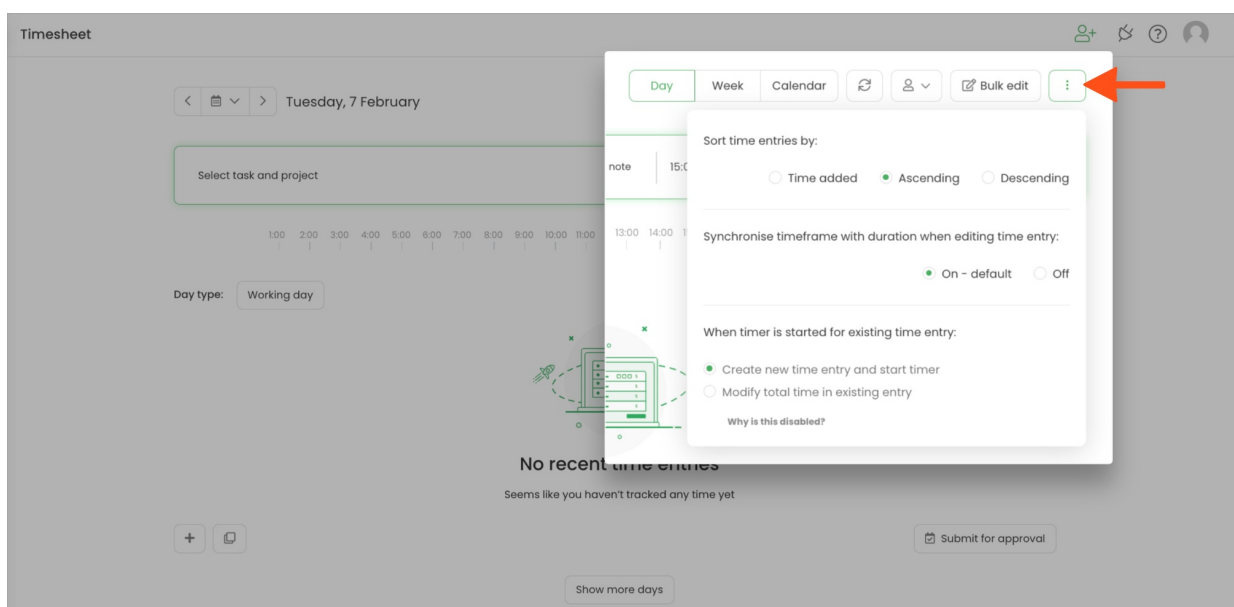 Timesheet
Tuesday, 7 February
Day Week Calendar Bulk edit
Sort time entries by:
Select task and project note
Time added Ascending Descending
1:00 2:00 3:00 4:00 5:00 6:00 7:00 8:00 9:00 10:00 11:00 13:00 14:00
Synchronise timeframe with duration when editing time entry:
On - default Off
Day type: Working day
When timer is started for existing time entry:
Create new time entry and start timer
Modify total time in existing entry
Why is this disabled?
No recent time entries
Seems like you haven't tracked any time yet
Submit for approval
Show more days